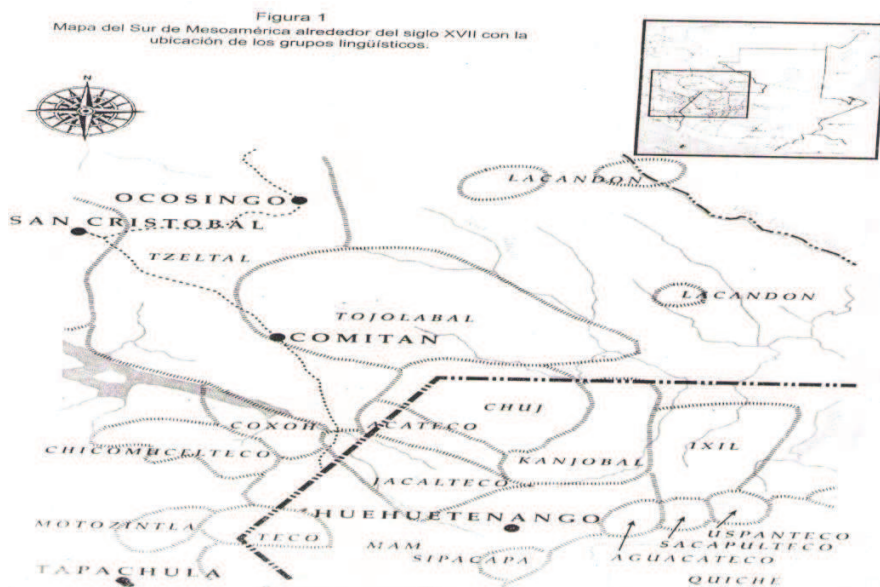 Figura 1
Mapa del Sur de Mesoamérica alrededor del siglo XVII con la
ubicación de los grupos lingüísticos.
N
LACANDON
OCOSINGO
SAN CRISTOBAL
TZELTAL
LACANDON
TOJOLABAL
COMITAN
CHUJ
COXOH
ACATECO
IXIL
CHICOMUCELTECO
KANJOBAL
JACALTECO
MOTOZINTLA
HUEHUETENANGO
USPANTECO
TECO
MAM
SACAPULTECO
SIPACAPA
AGUACATECO
TAPACHULA
QUICHE